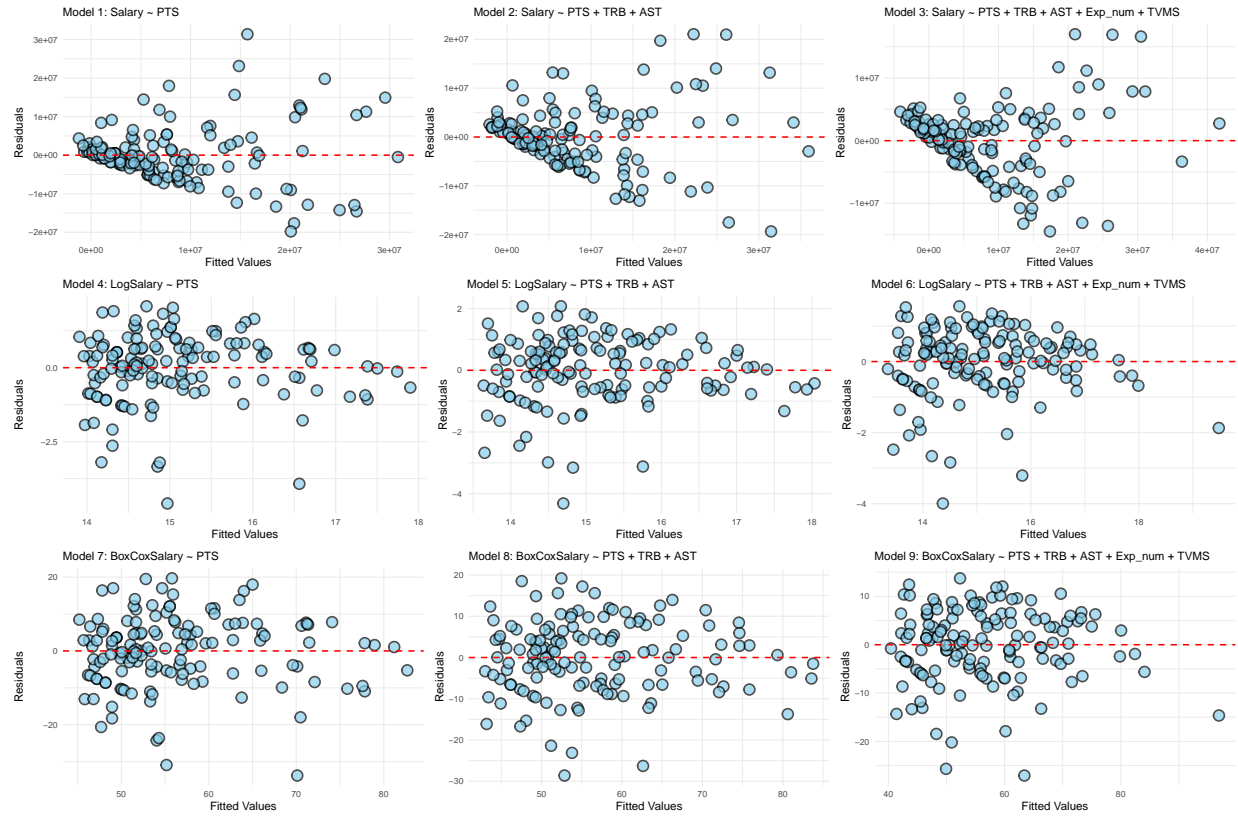 Model 1: Salary ~ PTS
3e+07
2e+07
1e+07
0e+00
−1e+07
−2e+07
Residuals
0e+00
1e+07
2e+07
3e+07
Fitted Values
Model 2: Salary ~ PTS + TRB + AST
2e+07
1e+07
0e+00
−1e+07
−2e+07
Residuals
0e+00
1e+07
2e+07
3e+07
Fitted Values
Model 3: Salary ~ PTS + TRB + AST + Exp_num + TVMS
1e+07
0e+00
−1e+07
Residuals
0e+00
1e+07
2e+07
3e+07
4e+07
Fitted Values
Model 4: LogSalary ~ PTS
0.0
−2.5
Residuals
14
15
16
17
18
Fitted Values
Model 5: LogSalary ~ PTS + TRB + AST
2
0
−2
−4
Residuals
14
15
16
17
18
Fitted Values
Model 6: LogSalary ~ PTS + TRB + AST + Exp_num + TVMS
0
−2
−4
Residuals
14
16
18
Fitted Values
Model 7: BoxCoxSalary ~ PTS
20
0
−20
Residuals
50
60
70
80
Fitted Values
Model 8: BoxCoxSalary ~ PTS + TRB + AST
20
10
0
−10
−20
−30
Residuals
50
60
70
80
Fitted Values
Model 9: BoxCoxSalary ~ PTS + TRB + AST + Exp_num + TVMS
10
0
−10
−20
Residuals
40
60
80
Fitted Values